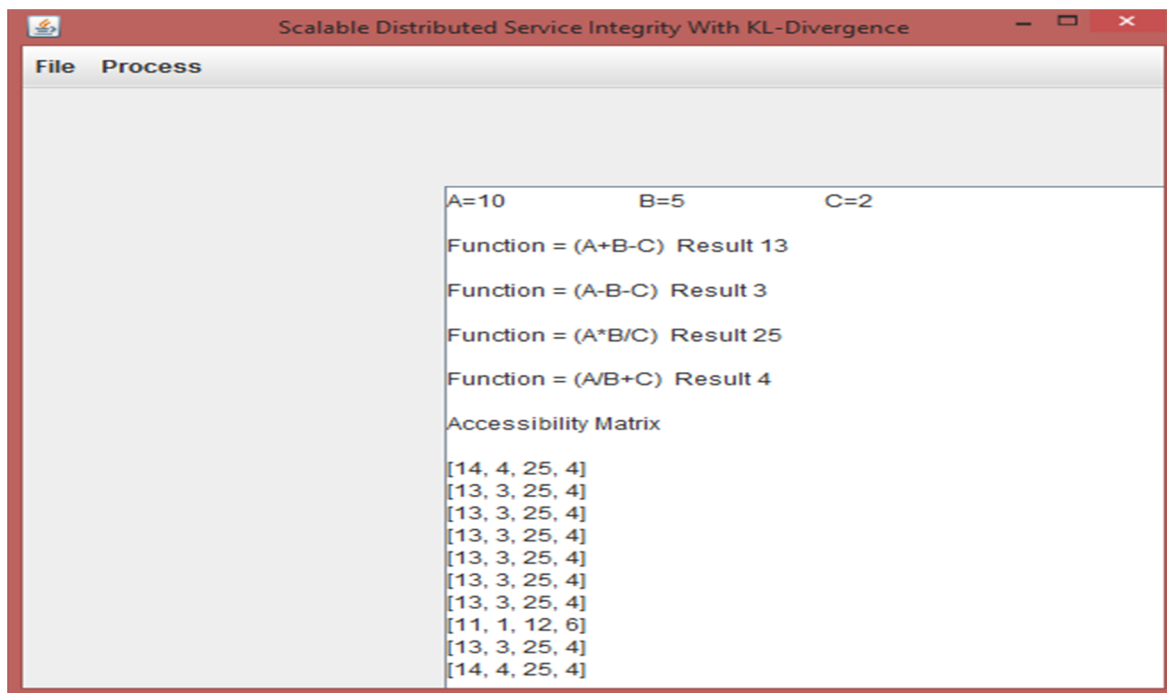 Scalable Distributed Service Integrity With KL-Divergence
File Process
A=10 B=5 C=2
Function = (A+B-C) Result 13
Function = (A-B-C) Result 3
Function = (A*B/C) Result 25
Function = (A/B+C) Result 4
Accessibility Matrix
[14, 4, 25, 4]
[13, 3, 25, 4]
[13, 3, 25, 4]
[13, 3, 25, 4]
[13, 3, 25, 4]
[13, 3, 25, 4]
[13, 3, 25, 4]
[11, 1, 12, 6]
[13, 3, 25, 4]
[14, 4, 25, 4]